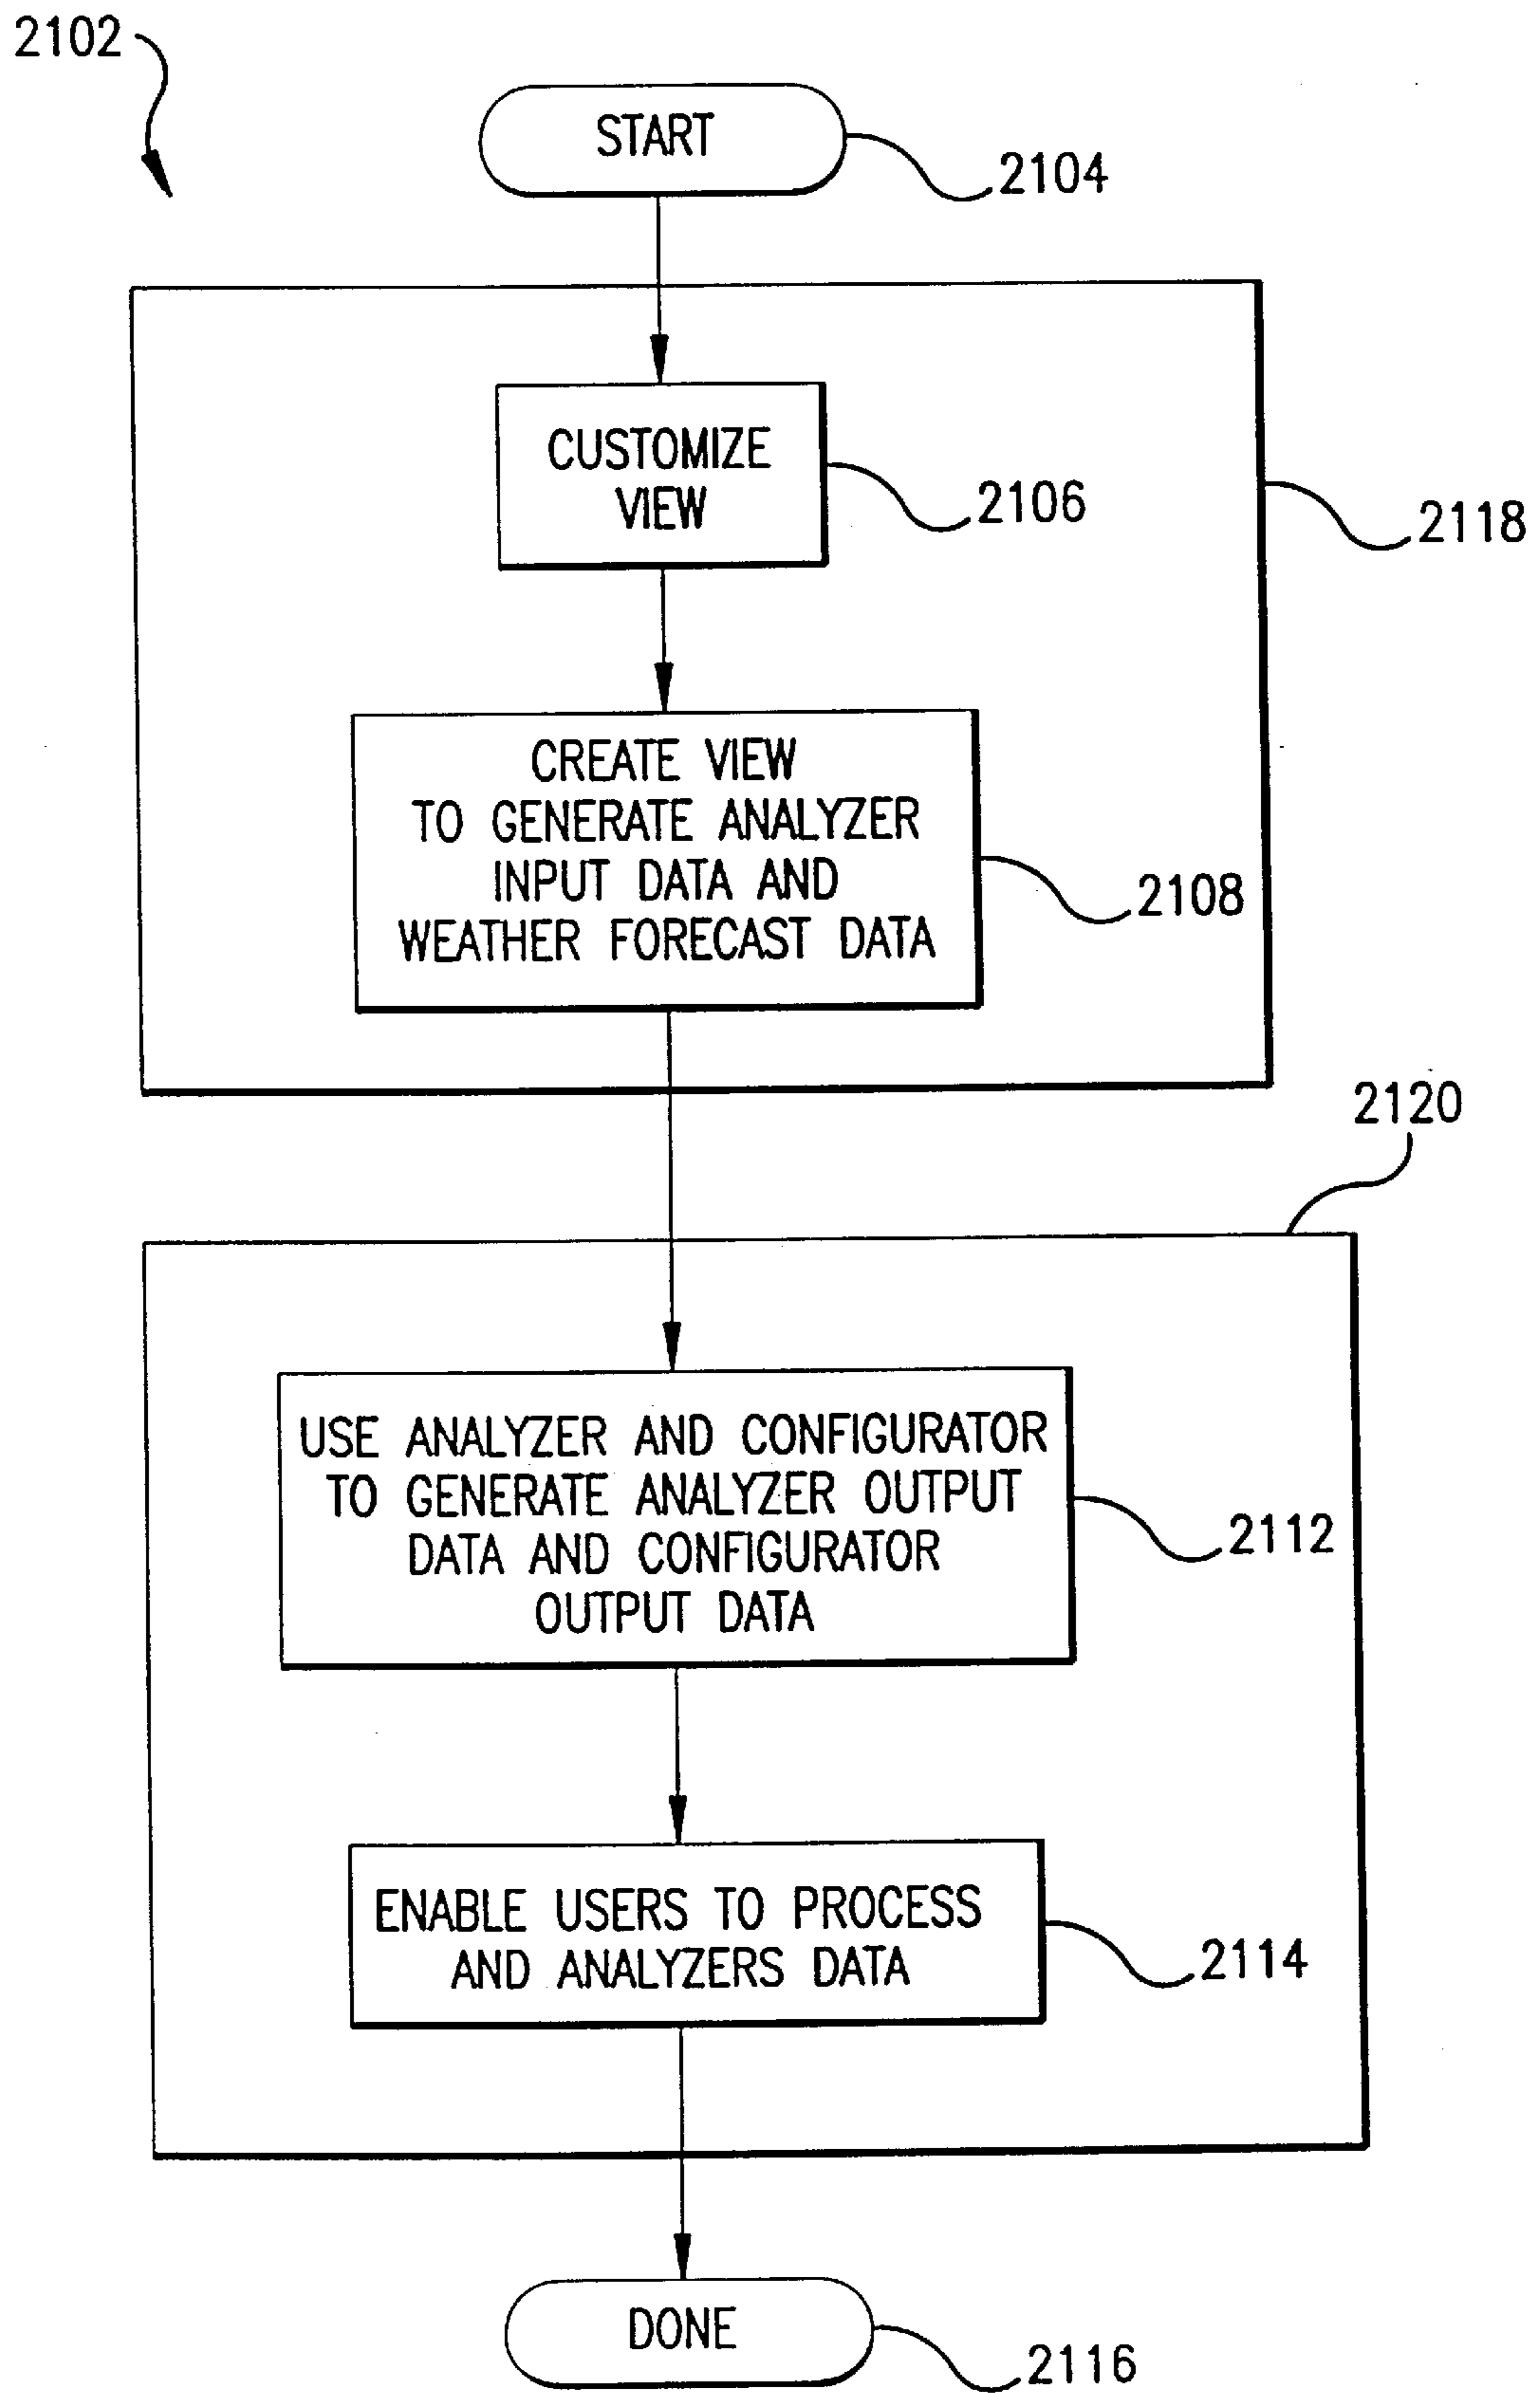 2102
START
2104
CUSTOMIZE
VIEW
2106
2118
CREATE VIEW
TO GENERATE ANALYZER
INPUT DATA AND
WEATHER FORECAST DATA
2108
2120
USE ANALYZER AND CONFIGURATOR
TO GENERATE ANALYZER OUTPUT
DATA AND CONFIGURATOR
OUTPUT DATA
2112
ENABLE USERS TO PROCESS
AND ANALYZERS DATA
2114
DONE
2116